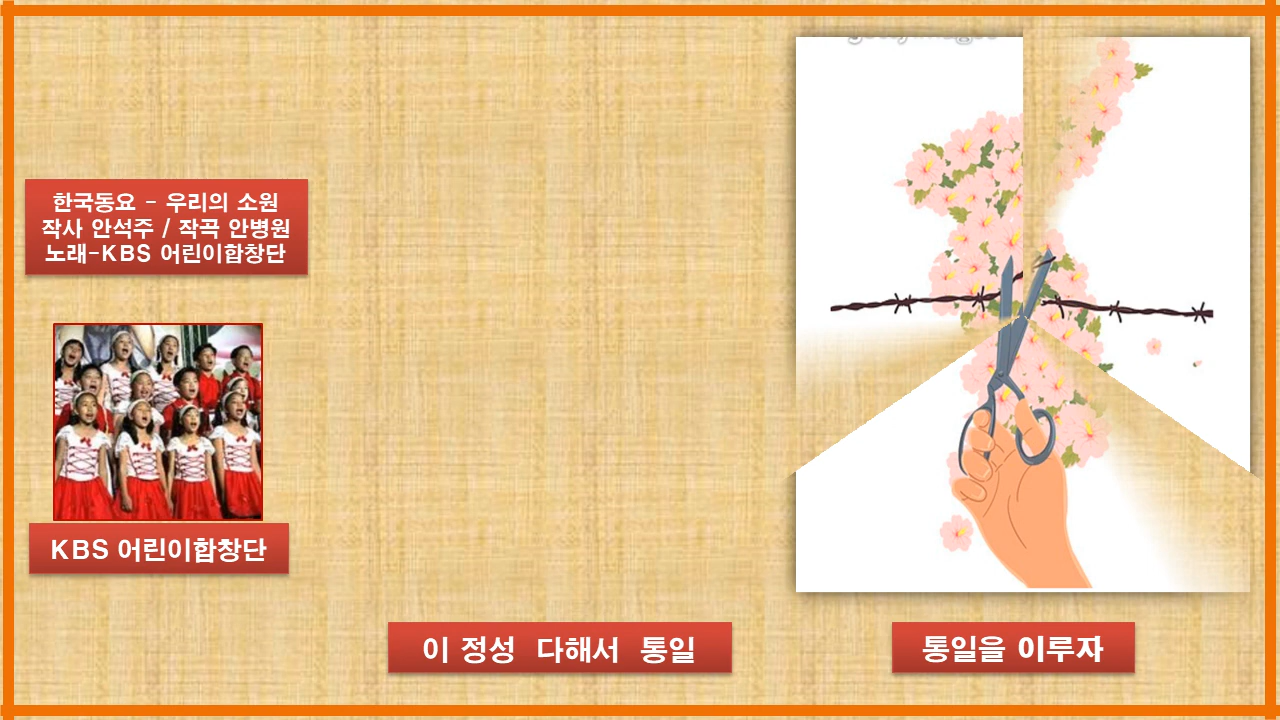 한국동요 - 우리의 소원
작사 안석주 / 작곡 안병원
노래-KBS 어린이합창단
KBS 어린이합창단
이 정성 다해서 통일
통일을 이루자